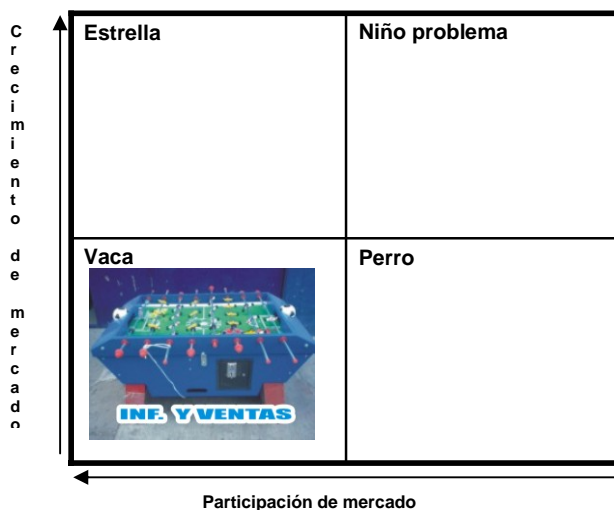 Crecimiento de mercado
Estrella
Niño problema
Vaca
Perro
INF. Y VENTAS
Participación de mercado